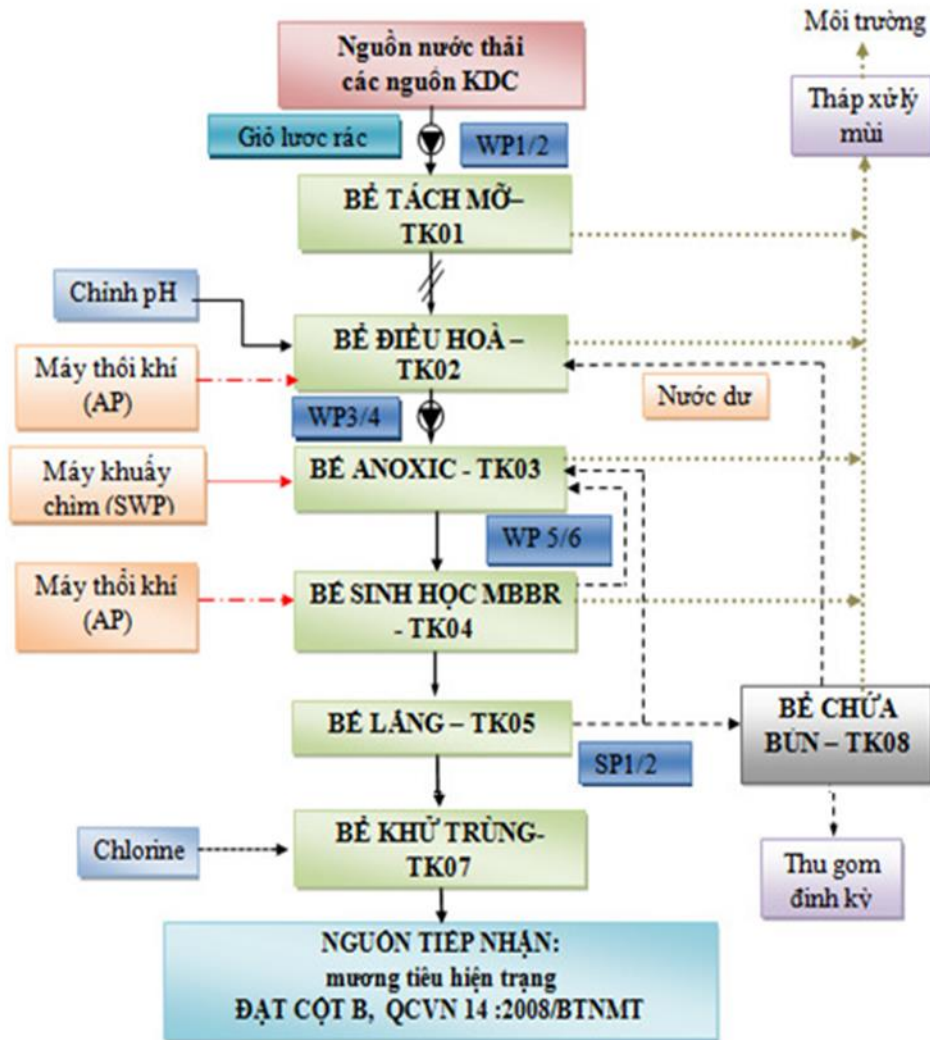 Môi trường
Nguồn nước thải
các nguồn KDC
Tháp xử lý
mùi
Giỏ lược rác
WP1/2
BỂ TÁCH MỠ–
TK01
Chỉnh pH
BỂ ĐIỀU HOÀ –
TK02
Máy thổi khí
(AP)
Nước dư
WP3/4
BỂ ANOXIC - TK03
Máy khuấy
chìm (SWP)
WP 5/6
Máy thổi khí
(AP)
BỂ SINH HỌC MBBR
- TK04
BỂ LẮNG – TK05
BỂ CHỨA
BÙN – TK08
SP1/2
BỂ KHỬ TRÙNG-
TK07
Chlorine
Thu gom
định kỳ
NGUỒN TIẾP NHẬN:
mương tiêu hiện trạng
ĐẠT CỘT B, QCVN 14 :2008/BTNMT